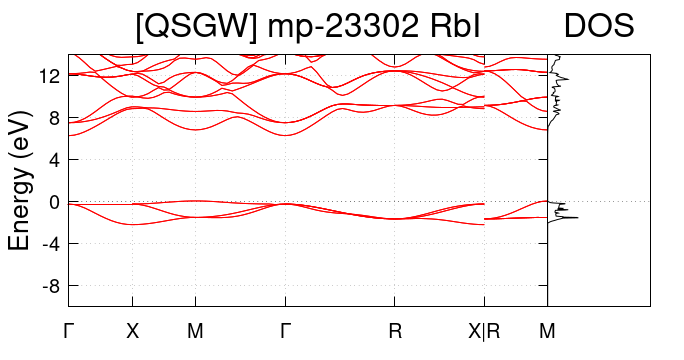 [QSGW] mp-23302 RbI DOS
Energy (eV)
12
8
4
0
-4
-8
Γ X M Γ R X|R M